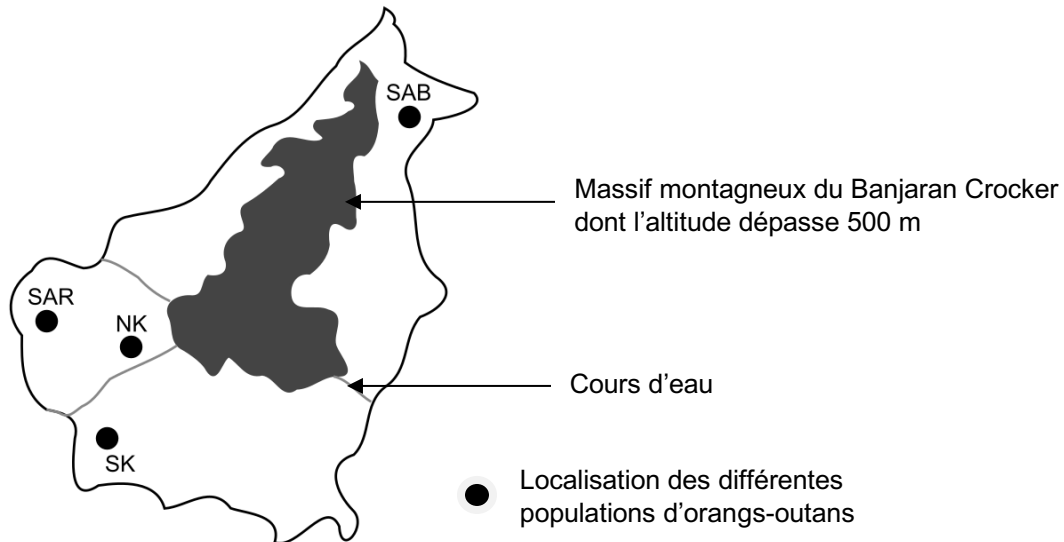 SAB
Massif montagneux du Banjaran Crocker
dont l’altitude dépasse 500 m
SAR
NK
Cours d’eau
SK
Localisation des différentes
populations d’orangs-outans